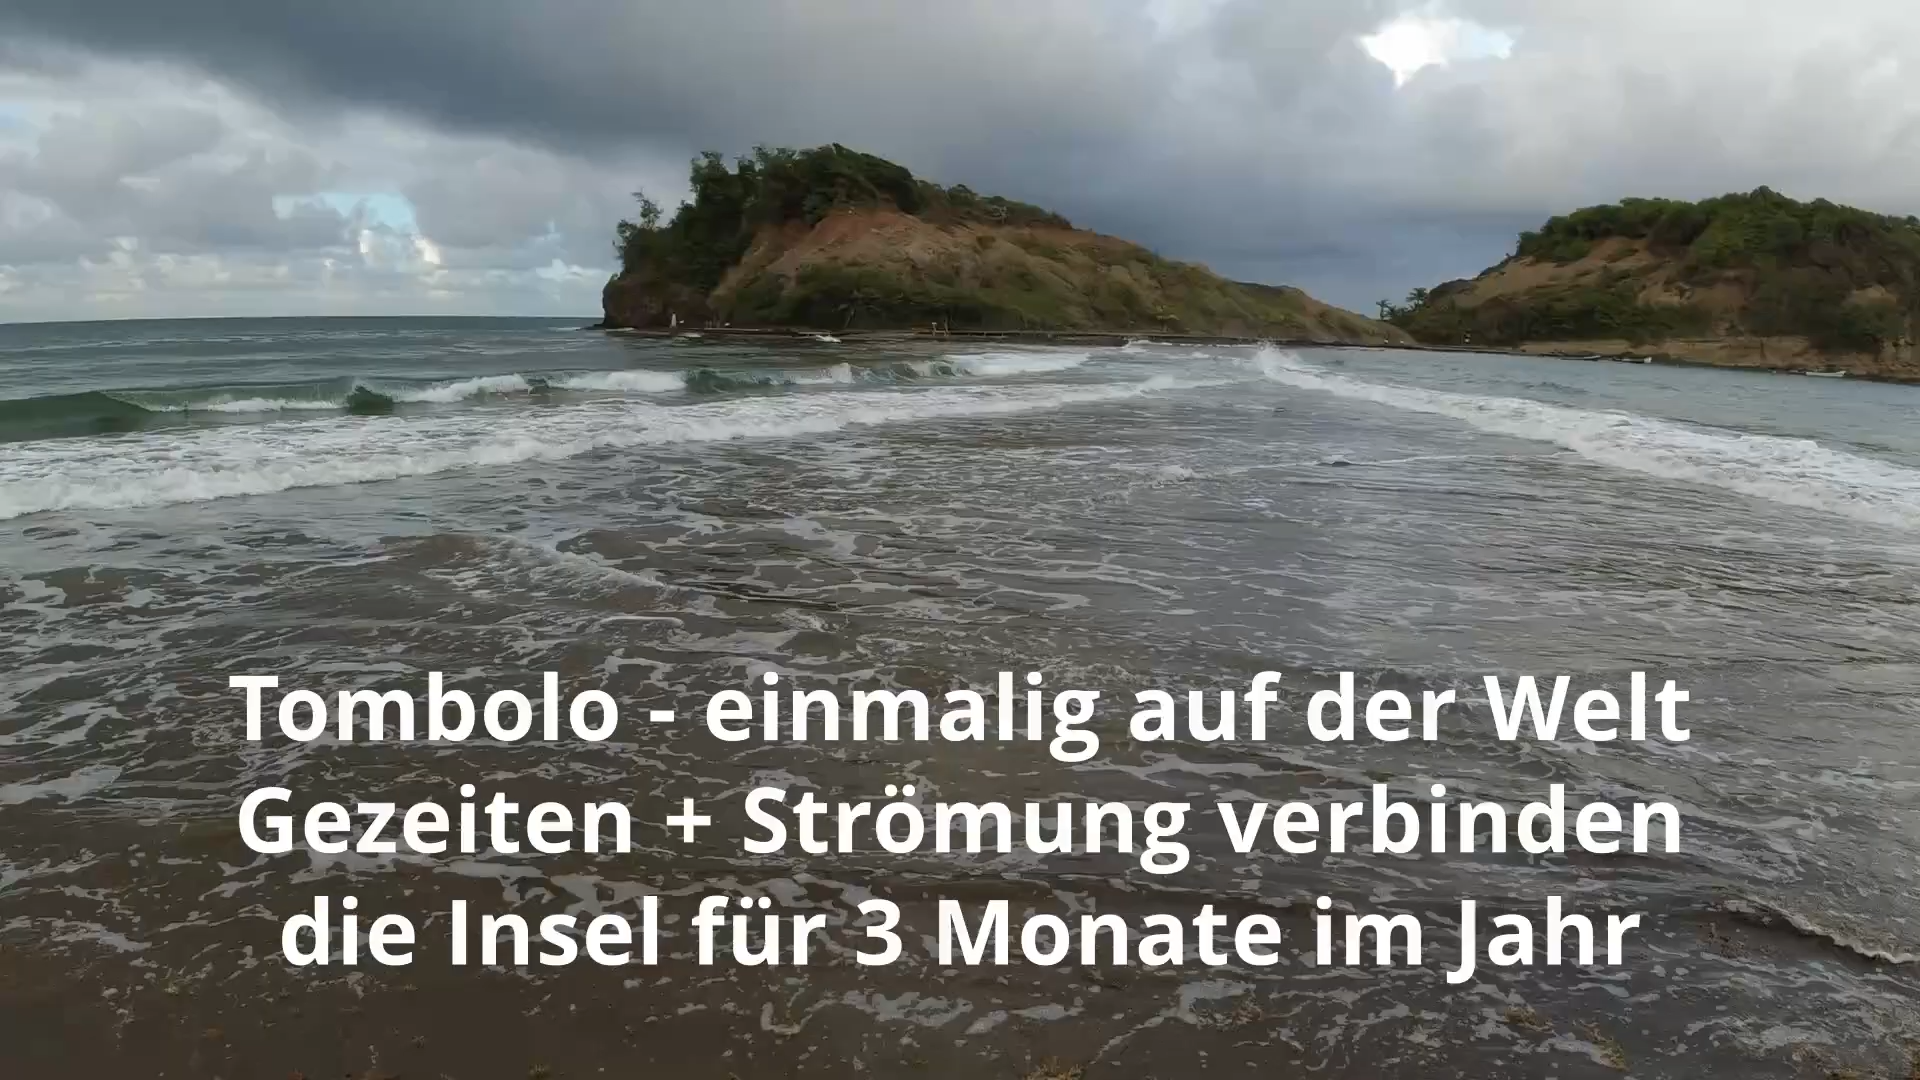 Tombolo - einmalig auf der Welt
Gezeiten + Strömung verbinden
die Insel für 3 Monate im Jahr